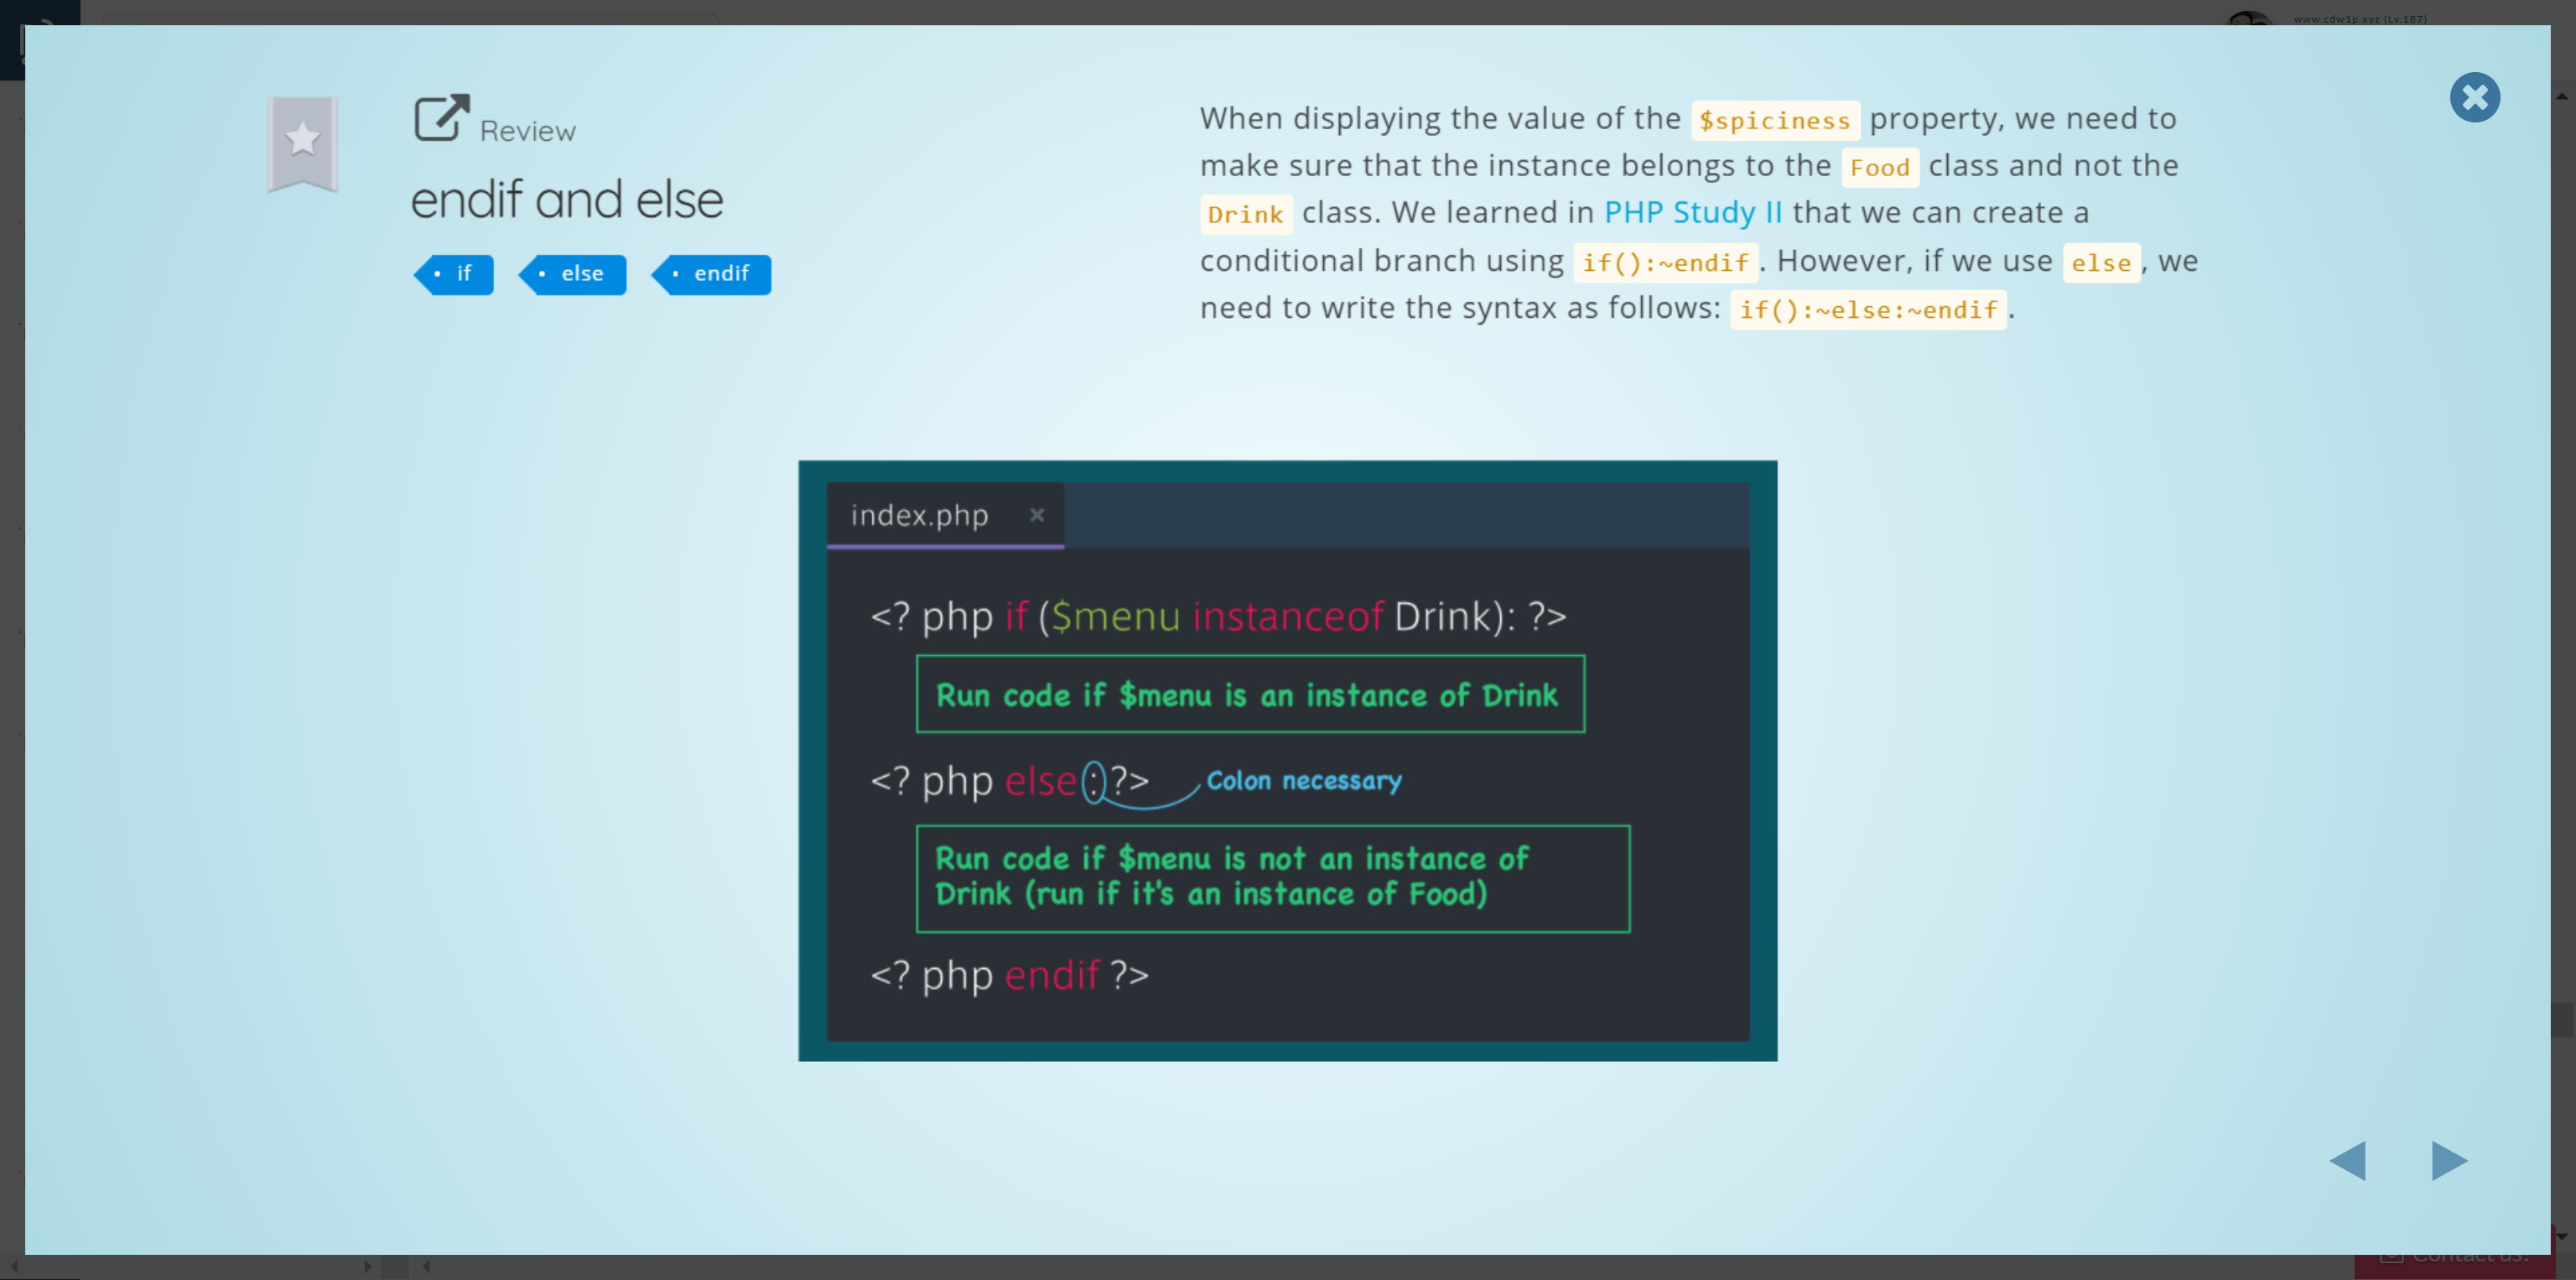 www.cdw1p.xyz (Lv.187)
Review
endif and else
if
else
endif
When displaying the value of the $spiciness property, we need to
make sure that the instance belongs to the Food class and not the
Drink class. We learned in PHP Study II that we can create a
conditional branch using if():~endif. However, if we use else, we
need to write the syntax as follows: if():~else:~endif.
index.php ×
<? php if ($menu instanceof Drink): ?>
Run code if $menu is an instance of Drink
<? php else:?> Colon necessary
Run code if $menu is not an instance of
Drink (run if it's an instance of Food)
<? php endif ?>
Contact us!